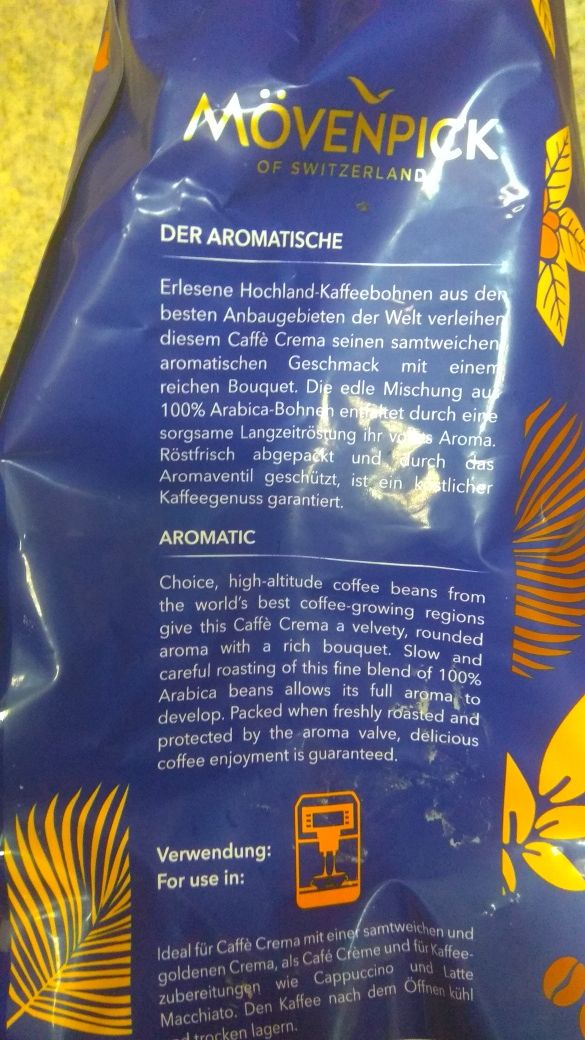 MÖVENPICK
OF SWITZERLAND
DER AROMATISCHE
Erlesene Hochland-Kaffeebohnen aus den
besten Anbaugebieten der Welt verleihen
diesem Caffè Crema seinen samtweichen
aromatischen Geschmack mit einem
reichen Bouquet. Die edle Mischung aus
100% Arabica-Bohnen entfaltet durch eine
sorgsame Langzeitröstung ihr volles Aroma.
Röstfrisch abgepackt und durch das
Aromaventil geschützt, ist ein köstlicher
Kaffeegenuss garantiert.
AROMATIC
Choice, high-altitude coffee beans from
the world's best coffee-growing regions
give this Caffè Crema a velvety, rounded
aroma with a rich bouquet. Slow and
careful roasting of this fine blend of 100%
Arabica beans allows its full aroma to
develop. Packed when freshly roasted and
protected by the aroma valve, delicious
coffee enjoyment is guaranteed.
Verwendung:
For use in:
Ideal für Caffè Crema mit einer samtweichen und
goldenen Crema, als Café Crème und für Kaffee-
zubereitungen wie Cappuccino und Latte
Macchiato. Den Kaffee nach dem Öffnen kühl
und trocken lagern.